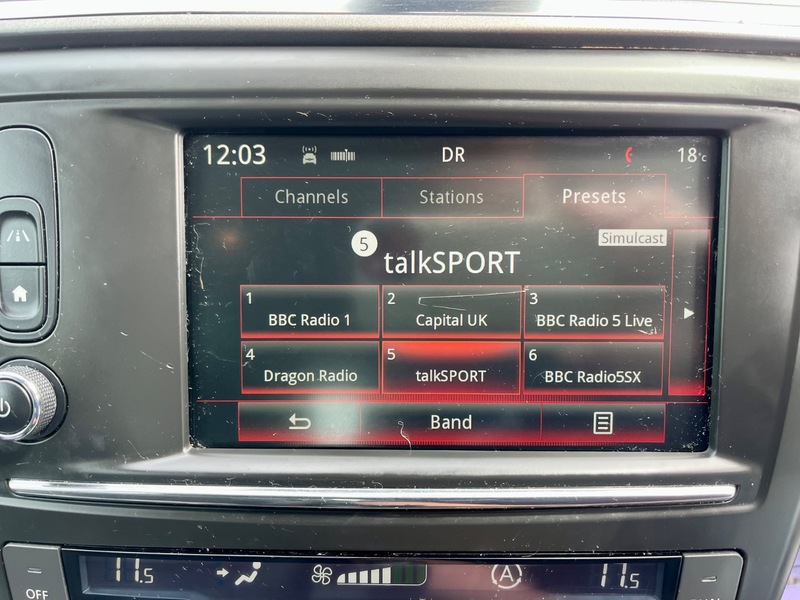 12:03 DR 18°c
Channels Stations Presets
Simulcast
5 talkSPORT
1 BBC Radio 1
2 Capital UK
3 BBC Radio 5 Live
4 Dragon Radio
5 talkSPORT
6 BBC Radio5SX
Band
11.5 A 11.5
OFF